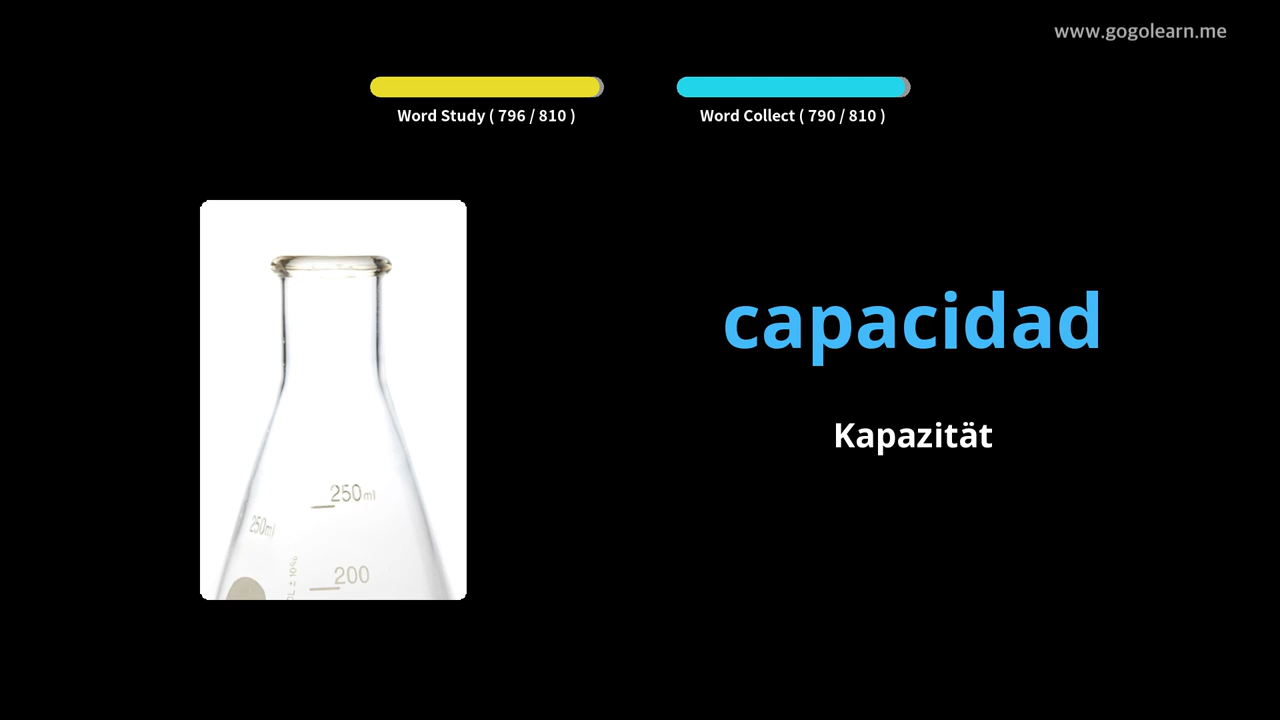 www.gogolearn.me
Word Study ( 796 / 810 )
Word Collect ( 790 / 810 )
capacidad
Kapazität
250ml
250ml
200